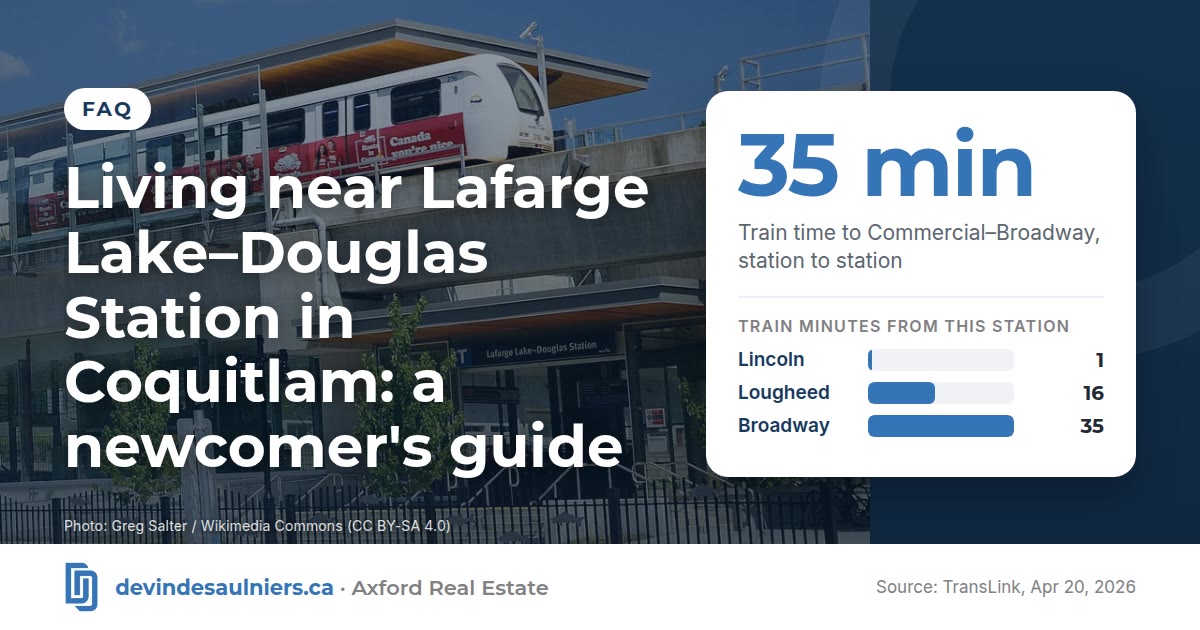 FAQ
216
Canada
you're nice
Living near Lafarge
Lake–Douglas
Station in
Coquitlam: a
newcomer's guide
T Lafarge Lake–Douglas Station
Photo: Greg Salter / Wikimedia Commons (CC BY-SA 4.0)
35 min
Train time to Commercial–Broadway,
station to station
TRAIN MINUTES FROM THIS STATION
Lincoln 1
Lougheed 16
Broadway 35
devindesaulniers.ca · Axford Real Estate
Source: TransLink, Apr 20, 2026